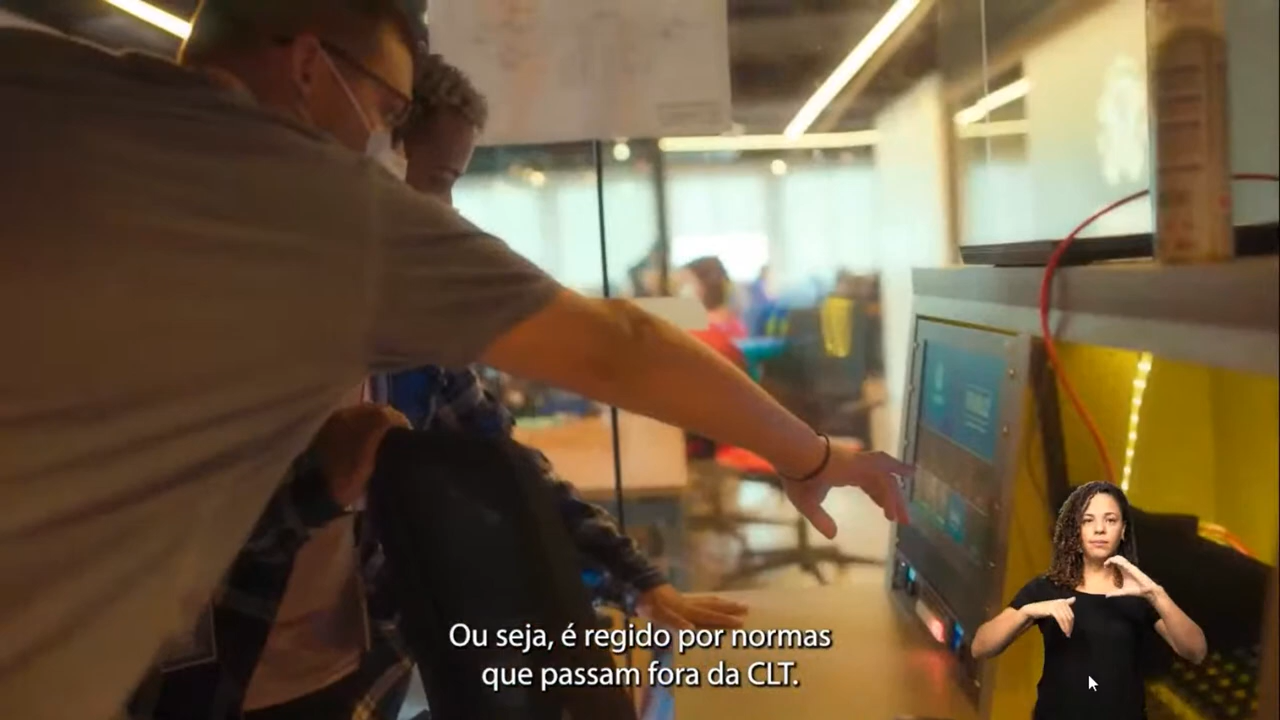 Ou seja, é regido por normas
que passam fora da CLT.